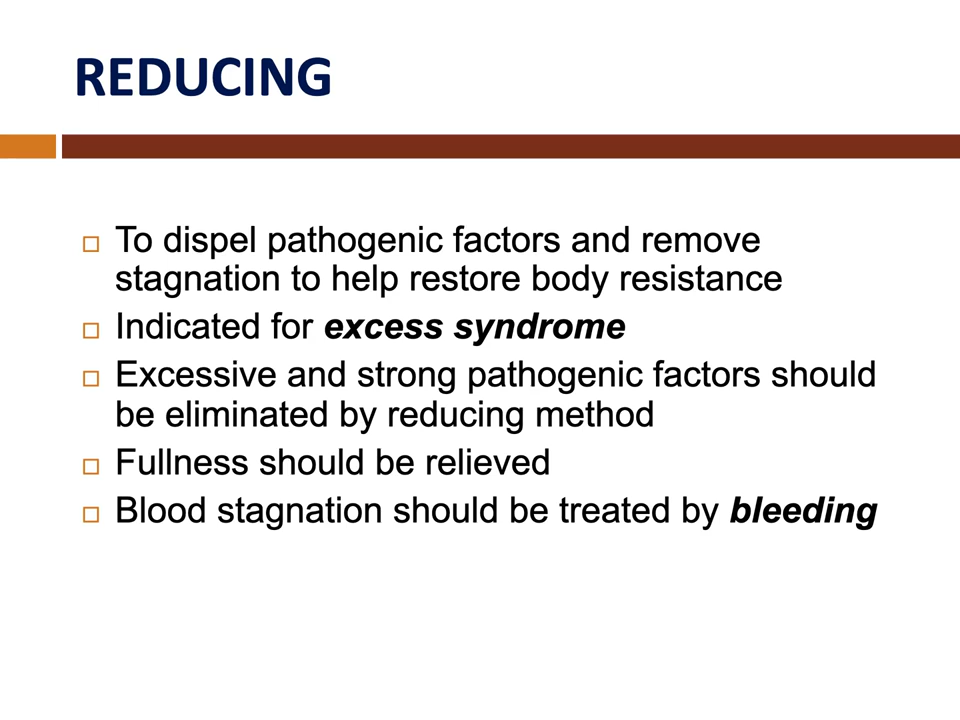 REDUCING
To dispel pathogenic factors and remove
stagnation to help restore body resistance
Indicated for excess syndrome
Excessive and strong pathogenic factors should
be eliminated by reducing method
Fullness should be relieved
Blood stagnation should be treated by bleeding